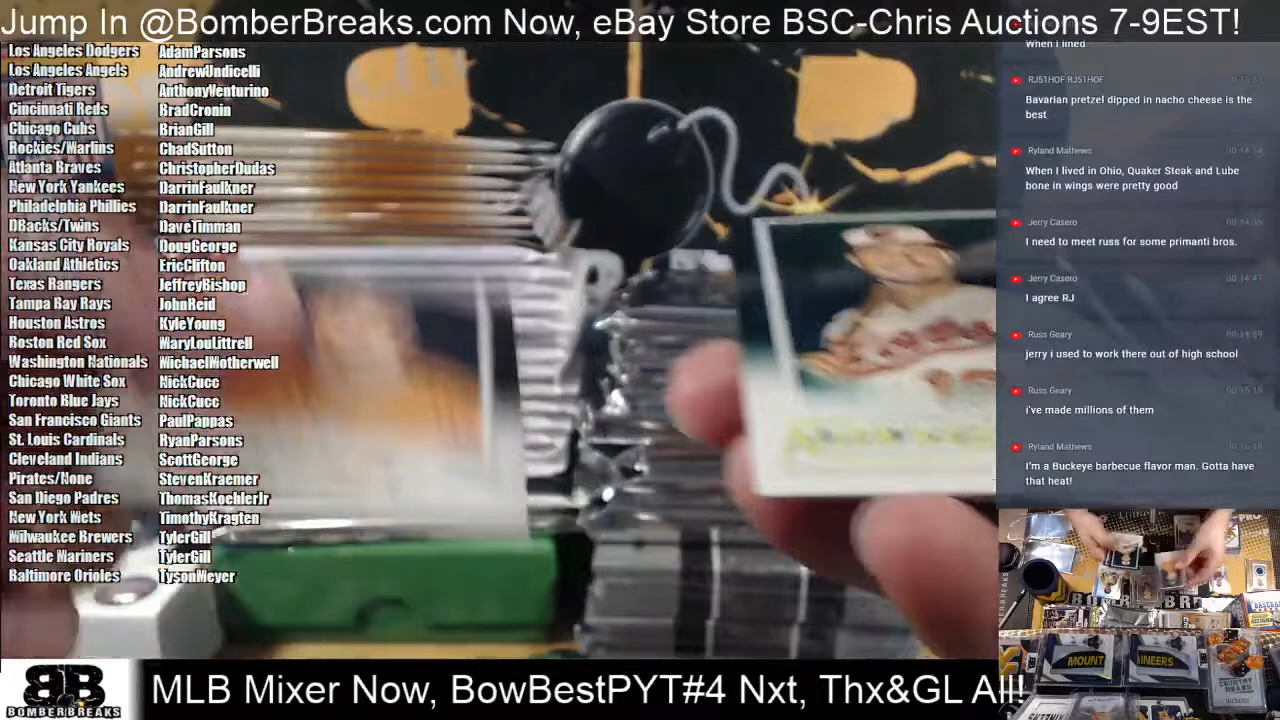 Jump In @BomberBreaks.com Now, eBay Store BSC-Chris Auctions 7-9EST!
Los Angeles Dodgers AdamParsons
Los Angeles Angels AndrewUndicelli
Detroit Tigers AnthonyVenturino
Cincinnati Reds BradCronin
Chicago Cubs BrianGill
Rockies/Marlins ChadSutton
Atlanta Braves ChristopherDudas
New York Yankees DarrinFaulkner
Philadelphia Phillies DarrinFaulkner
DBacks/Twins DaveTimman
Kansas City Royals DougGeorge
Oakland Athletics EricClifton
Texas Rangers JeffreyBishop
Tampa Bay Rays JohnReid
Houston Astros KyleYoung
Boston Red Sox MaryLouLittrell
Washington Nationals MichaelMotherwell
Chicago White Sox NickCucc
Toronto Blue Jays NickCucc
San Francisco Giants PaulPappas
St. Louis Cardinals RyanParsons
Cleveland Indians ScottGeorge
Pirates/None StevenKraemer
San Diego Padres ThomasKoehlerJr
New York Mets TimothyKragten
Milwaukee Brewers TylerGill
Seattle Mariners TylerGill
Baltimore Orioles TysonMeyer
When I lined
RJ51HOF RJ51HOF
Bavarian pretzel dipped in nacho cheese is the
best
Ryland Mathews
When I lived in Ohio, Quaker Steak and Lube
bone in wings were pretty good
Jerry Casero
I need to meet russ for some primanti bros.
Jerry Casero
I agree RJ
Russ Geary
jerry i used to work there out of high school
Russ Geary
i've made millions of them
Ryland Mathews
I'm a Buckeye barbecue flavor man. Gotta have
that heat!
MOUNT AINEERS
BB
BOMBERBREAKS
MLB Mixer Now, BowBestPYT#4 Nxt, Thx&GL All!